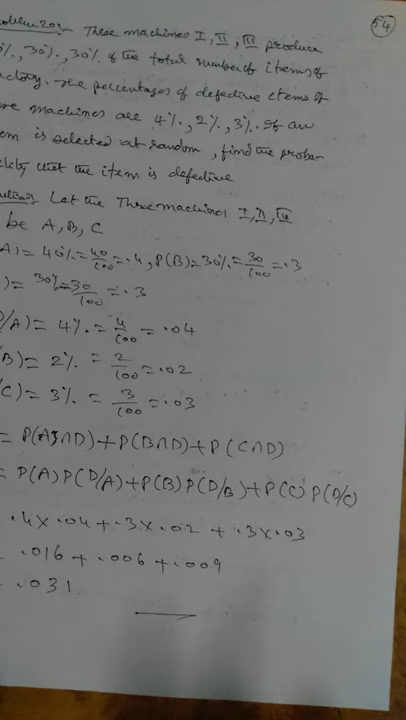 54
Problem 20:- Three machines I, II, III produce
0%., 30%., 30%. of the total number of items of
factory. The percentages of defective items of
machines are 4%., 2%., 3%. If an
item is selected at random, find the proba-
bility that the item is defective
Let the Three machines I, II, III
be A, B, C
A) = 40%. = 40/100 = .4, P(B) = 30%. = 30/100 = .3
) = 30%. = 30/100 = .3
D/A) = 4%. = 4/100 = .04
/B) = 2%. = 2/100 = .02
/C) = 3%. = 3/100 = .03
= P(A∩D) + P(B∩D) + P(C∩D)
= P(A) P(D/A) + P(B) P(D/B) + P(C) P(D/C)
.4 x .04 + .3 x .02 + .3 x .03
.016 + .006 + .009
.031